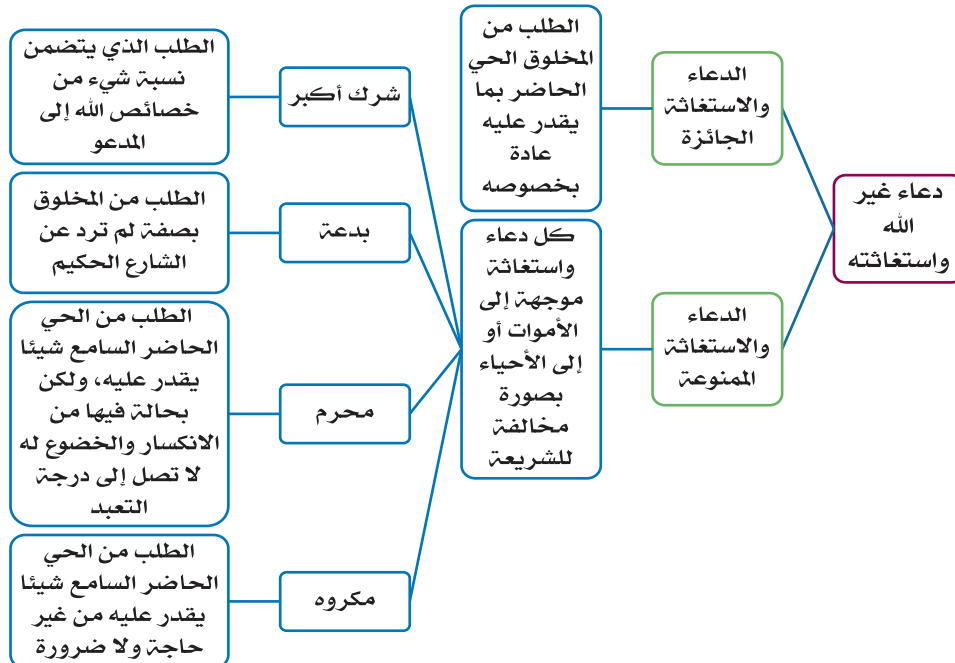 دعاء غير
الله
واستغاثته
الدعاء
والاستغاثة
الجائزة
الطلب من
المخلوق الحي
الحاضر بما
يقدر عليه
عادة
بخصوصه
الدعاء
والاستغاثة
الممنوعة
كل دعاء
واستغاثة
موجهة إلى
الأموات أو
إلى الأحياء
بصورة
مخالفة
للشريعة
شرك أكبر
الطلب الذي يتضمن
نسبة شيء من
خصائص الله إلى
المدعو
بدعة
الطلب من المخلوق
بصفة لم ترد عن
الشارع الحكيم
محرم
الطلب من الحي
الحاضر السامع شيئا
يقدر عليه، ولكن
بحالة فيها من
الانكسار والخضوع له
لا تصل إلى درجة
التعبد
مكروه
الطلب من الحي
الحاضر السامع شيئا
يقدر عليه من غير
حاجة ولا ضرورة